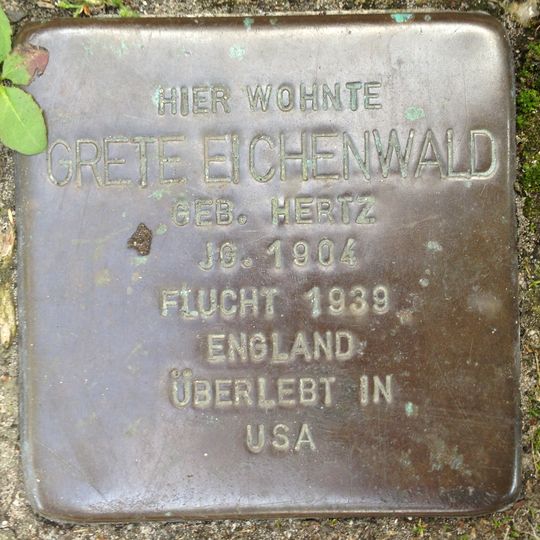 HIER WOHNTE
GRETE EICHENWALD
GEB. HERTZ
JG. 1904
FLUCHT 1939
ENGLAND
ÜBERLEBT IN
USA